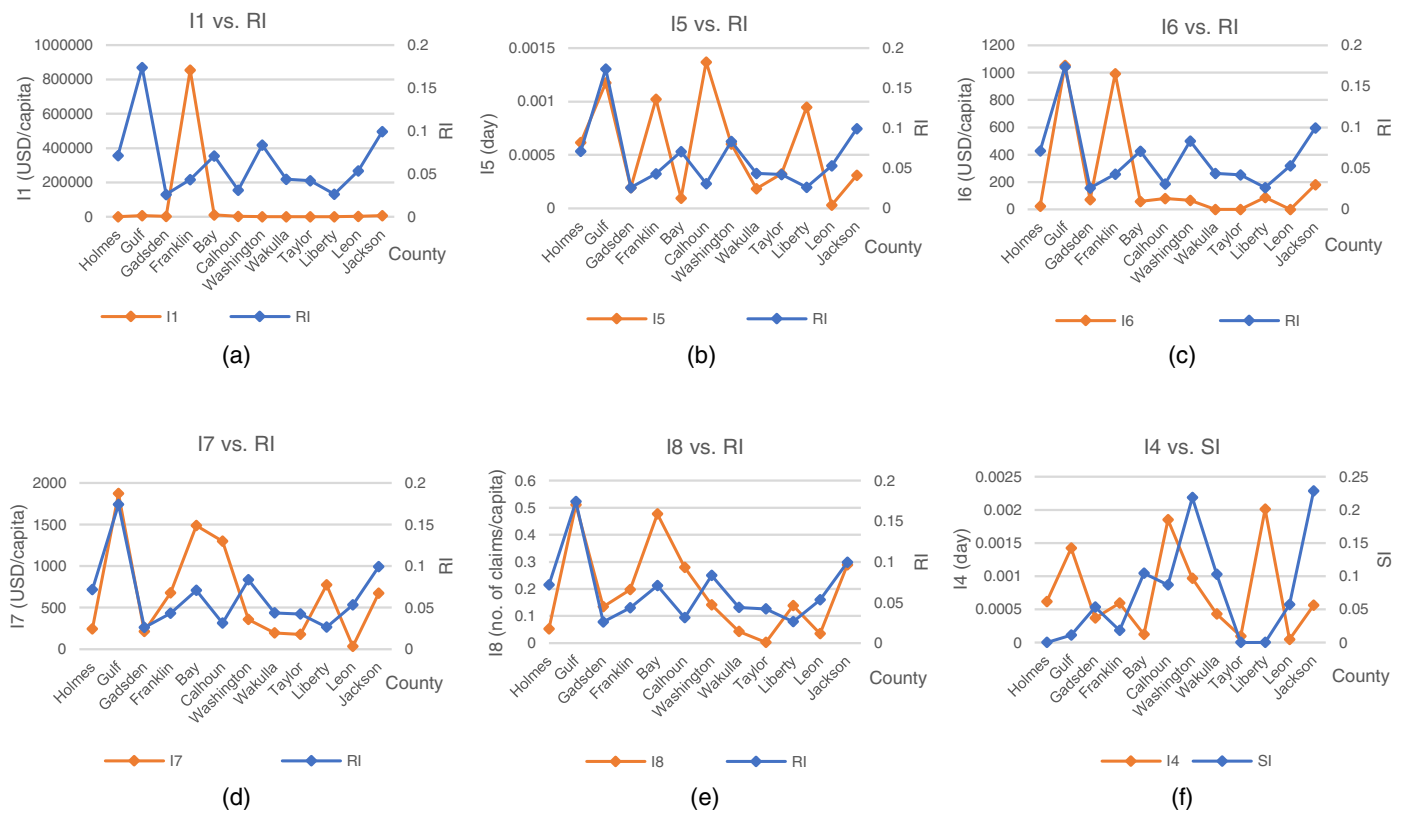 I1 vs. RI
1000000
800000
600000
400000
200000
0
I1 (USD/capita)
0.2
0.15
0.1
0.05
0
RI
Holmes
Gulf
Gadsden
Franklin
Bay
Calhoun
Washington
Wakulla
Taylor
Liberty
Leon
Jackson
County
I1 RI
(a)
I5 vs. RI
0.0015
0.001
0.0005
0
I5 (day)
0.2
0.15
0.1
0.05
0
RI
Holmes
Gulf
Gadsden
Franklin
Bay
Calhoun
Washington
Wakulla
Taylor
Liberty
Leon
Jackson
County
I5 RI
(b)
I6 vs. RI
1200
1000
800
600
400
200
0
I6 (USD/capita)
0.2
0.15
0.1
0.05
0
RI
Holmes
Gulf
Gadsden
Franklin
Bay
Calhoun
Washington
Wakulla
Taylor
Liberty
Leon
Jackson
County
I6 RI
(c)
I7 vs. RI
2000
1500
1000
500
0
I7 (USD/capita)
0.2
0.15
0.1
0.05
0
RI
Holmes
Gulf
Gadsden
Franklin
Bay
Calhoun
Washington
Wakulla
Taylor
Liberty
Leon
Jackson
County
I7 RI
(d)
I8 vs. RI
0.6
0.5
0.4
0.3
0.2
0.1
0
I8 (no. of claims/capita)
0.2
0.15
0.1
0.05
0
RI
Holmes
Gulf
Gadsden
Franklin
Bay
Calhoun
Washington
Wakulla
Taylor
Liberty
Leon
Jackson
County
I8 RI
(e)
I4 vs. SI
0.0025
0.002
0.0015
0.001
0.0005
0
I4 (day)
0.25
0.2
0.15
0.1
0.05
0
SI
Holmes
Gulf
Gadsden
Franklin
Bay
Calhoun
Washington
Wakulla
Taylor
Liberty
Leon
Jackson
County
I4 SI
(f)